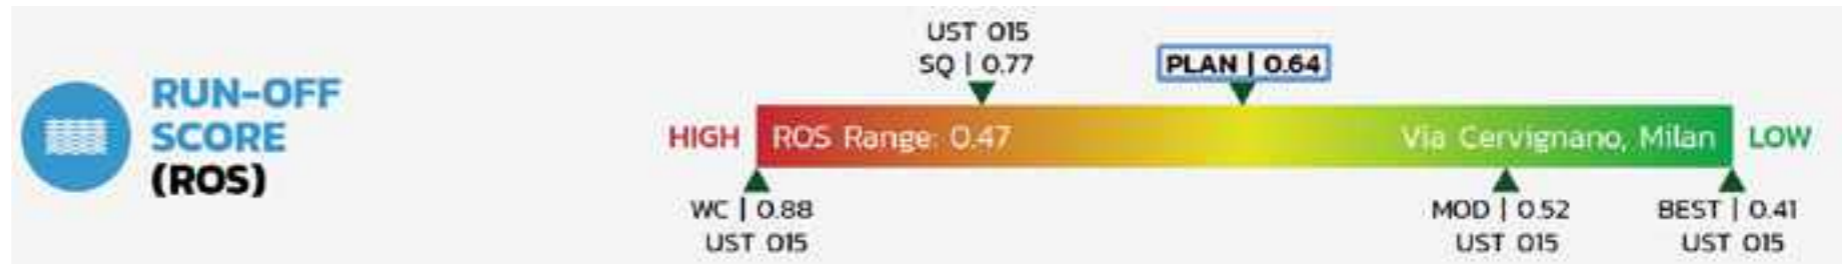 RUN-OFF
SCORE
(ROS)
UST 015
SQ | 0.77
PLAN | 0.64
HIGH
ROS Range: 0.47
Via Cervignano, Milan
LOW
WC | 0.88
UST 015
MOD | 0.52
UST 015
BEST | 0.41
UST 015